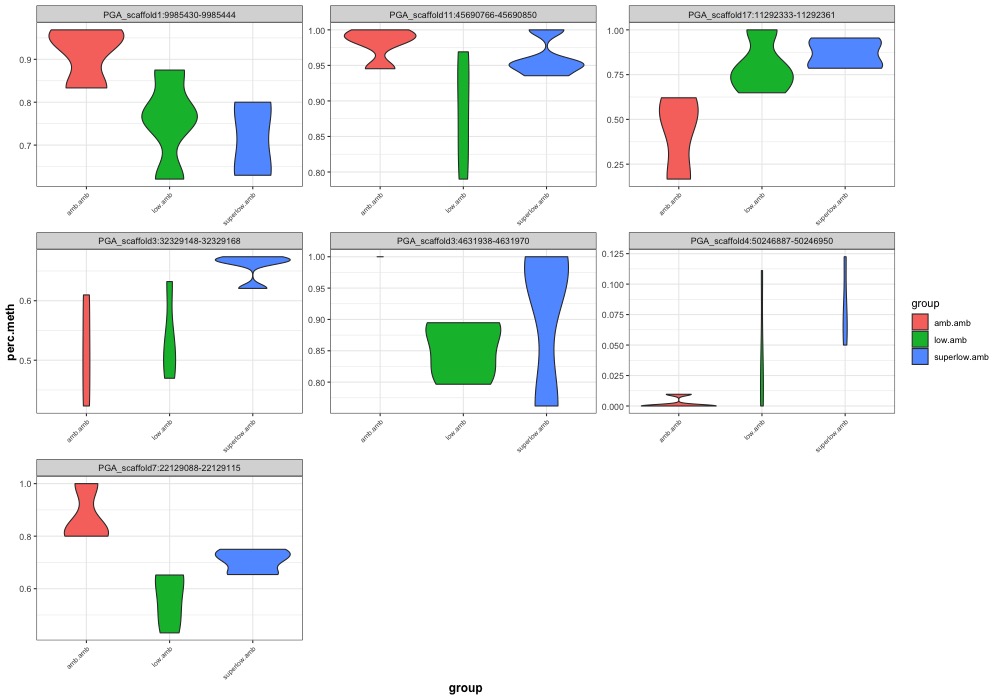 PGA_scaffold1:9985430-9985444
0.9
0.8
0.7
amb.amb
low.amb
superlow.amb
PGA_scaffold11:45690766-45690850
1.00
0.95
0.90
0.85
0.80
amb.amb
low.amb
superlow.amb
PGA_scaffold17:11292333-11292361
1.00
0.75
0.50
0.25
amb.amb
low.amb
superlow.amb
PGA_scaffold3:32329148-32329168
0.6
0.5
amb.amb
low.amb
superlow.amb
PGA_scaffold3:4631938-4631970
1.00
0.95
0.90
0.85
0.80
amb.amb
low.amb
superlow.amb
PGA_scaffold4:50246887-50246950
0.125
0.100
0.075
0.050
0.025
0.000
amb.amb
low.amb
superlow.amb
PGA_scaffold7:22129088-22129115
1.0
0.8
0.6
amb.amb
low.amb
superlow.amb
perc.meth
group
group
amb.amb
low.amb
superlow.amb